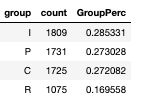 group count GroupPerc
I 1809 0.285331
P 1731 0.273028
C 1725 0.272082
R 1075 0.169558